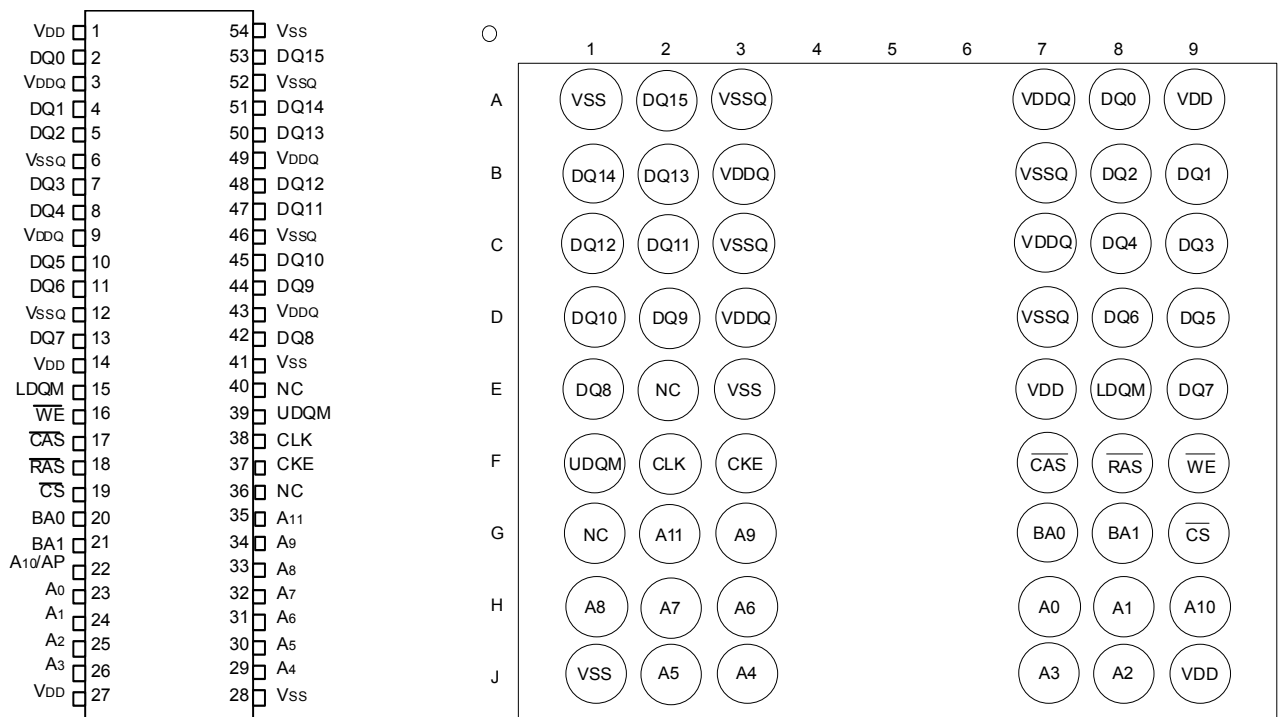 VDD 1 54 VSS
DQ0 2 53 DQ15
VDDQ 3 52 VSSQ
DQ1 4 51 DQ14
DQ2 5 50 DQ13
VSSQ 6 49 VDDQ
DQ3 7 48 DQ12
DQ4 8 47 DQ11
VDDQ 9 46 VSSQ
DQ5 10 45 DQ10
DQ6 11 44 DQ9
VSSQ 12 43 VDDQ
DQ7 13 42 DQ8
VDD 14 41 VSS
LDQM 15 40 NC
W̅E̅ 16 39 UDQM
C̅A̅S̅ 17 38 CLK
R̅A̅S̅ 18 37 CKE
C̅S̅ 19 36 NC
BA0 20 35 A11
BA1 21 34 A9
A10/AP 22 33 A8
A0 23 32 A7
A1 24 31 A6
A2 25 30 A5
A3 26 29 A4
VDD 27 28 VSS
1 2 3 4 5 6 7 8 9
A VSS DQ15 VSSQ VDDQ DQ0 VDD
B DQ14 DQ13 VDDQ VSSQ DQ2 DQ1
C DQ12 DQ11 VSSQ VDDQ DQ4 DQ3
D DQ10 DQ9 VDDQ VSSQ DQ6 DQ5
E DQ8 NC VSS VDD LDQM DQ7
F UDQM CLK CKE C̅A̅S̅ R̅A̅S̅ W̅E̅
G NC A11 A9 BA0 BA1 C̅S̅
H A8 A7 A6 A0 A1 A10
J VSS A5 A4 A3 A2 VDD